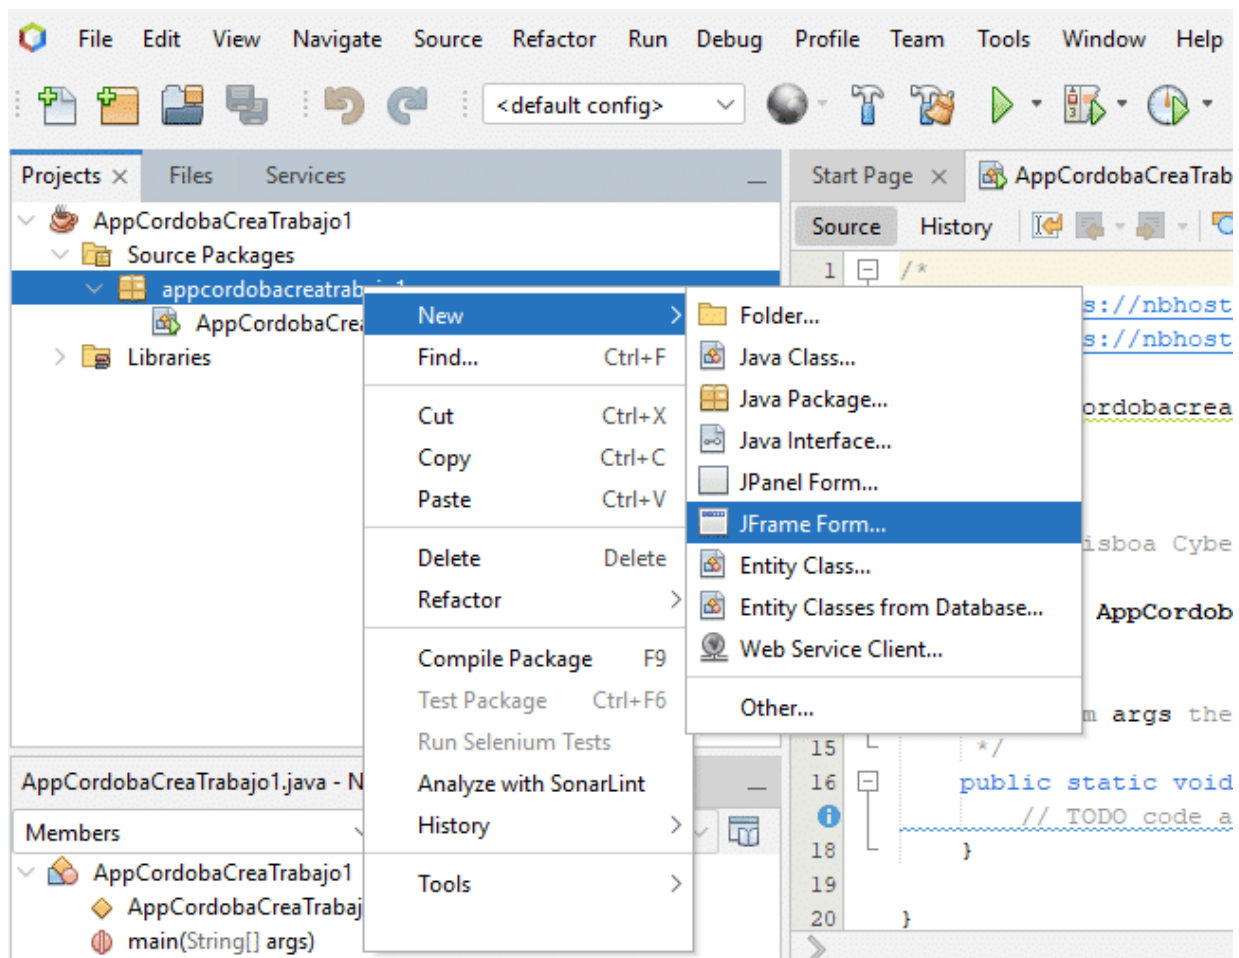 File Edit View Navigate Source Refactor Run Debug Profile Team Tools Window Help
<default config>
Projects Files Services
AppCordobaCreaTrabajo1
Source Packages
appcordobacreatrab
AppCordobaCrea
Libraries
New
Find... Ctrl+F
Cut Ctrl+X
Copy Ctrl+C
Paste Ctrl+V
Delete Delete
Refactor
Compile Package F9
Test Package Ctrl+F6
Run Selenium Tests
Analyze with SonarLint
History
Tools
Folder...
Java Class...
Java Package...
Java Interface...
JPanel Form...
JFrame Form...
Entity Class...
Entity Classes from Database...
Web Service Client...
Other...
Start Page AppCordobaCreaTrab
Source History
1 /*
s://nbhost
s://nbhost
ordobacrea
isboa Cybe
AppCordob
m args the
15 */
16 public static void
// TODO code a
18 }
19
20 }
AppCordobaCreaTrabajo1.java - N
Members
AppCordobaCreaTrabajo1
AppCordobaCreaTrabaj
main(String[] args)